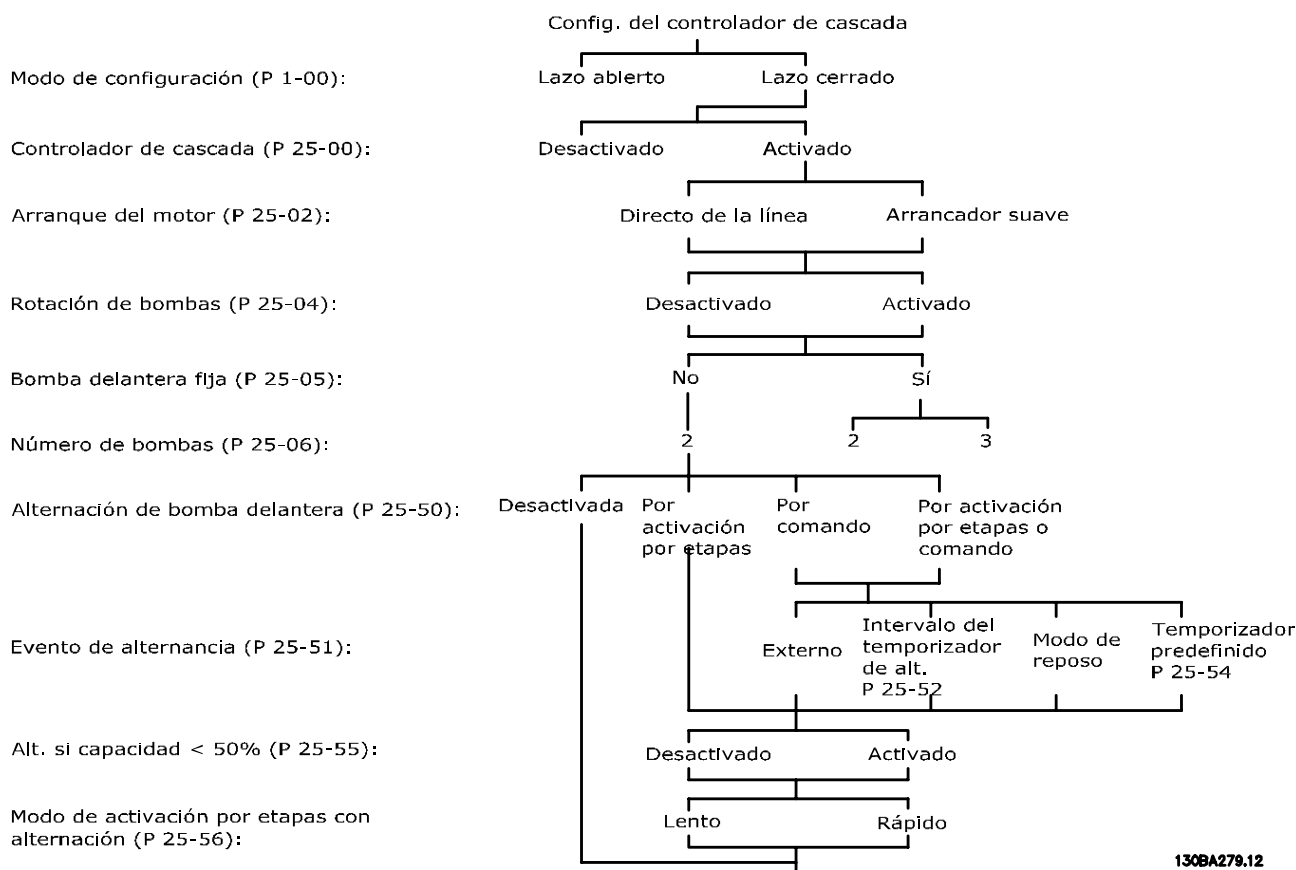 Config. del controlador de cascada
Modo de configuración (P 1-00):
Lazo abierto
Lazo cerrado
Controlador de cascada (P 25-00):
Desactivado
Activado
Arranque del motor (P 25-02):
Directo de la línea
Arrancador suave
Rotación de bombas (P 25-04):
Desactivado
Activado
Bomba delantera fija (P 25-05):
No
Sí
Número de bombas (P 25-06):
2
2
3
Alternación de bomba delantera (P 25-50):
Desactivada
Por
activación
por etapas
Por
comando
Por activación
por etapas o
comando
Evento de alternancia (P 25-51):
Externo
Intervalo del
temporizador
de alt.
P 25-52
Modo de
reposo
Temporizador
predefinido
P 25-54
Alt. si capacidad < 50% (P 25-55):
Desactivado
Activado
Modo de activación por etapas con
alternación (P 25-56):
Lento
Rápido
130BA279.12